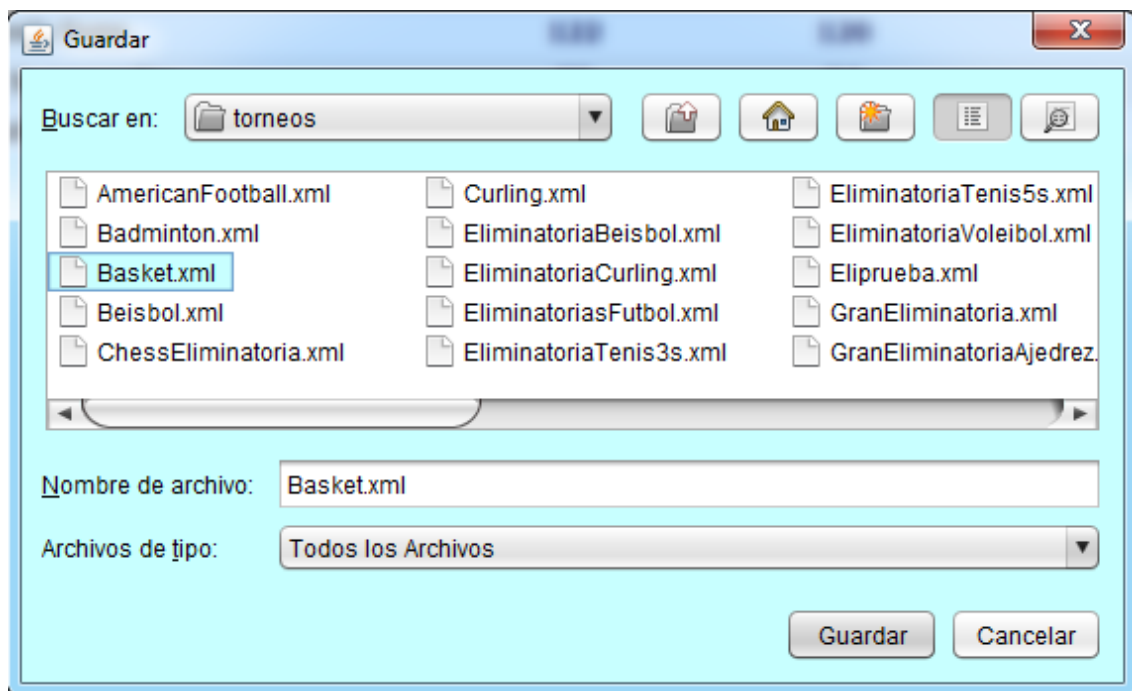 Guardar
Buscar en: torneos
AmericanFootball.xml Curling.xml EliminatoriaTenis5s.xml
Badminton.xml EliminatoriaBeisbol.xml EliminatoriaVoleibol.xml
Basket.xml EliminatoriaCurling.xml Eliprueba.xml
Beisbol.xml EliminatoriasFutbol.xml GranEliminatoria.xml
ChessEliminatoria.xml EliminatoriaTenis3s.xml GranEliminatoriaAjedrez.
Nombre de archivo: Basket.xml
Archivos de tipo: Todos los Archivos
Guardar Cancelar